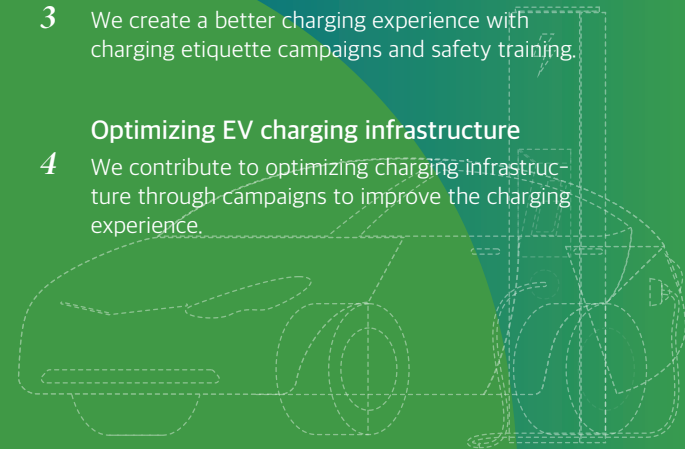 3 We create a better charging experience with
charging etiquette campaigns and safety training.
Optimizing EV charging infrastructure
4 We contribute to optimizing charging infrastruc-
ture through campaigns to improve the charging
experience.